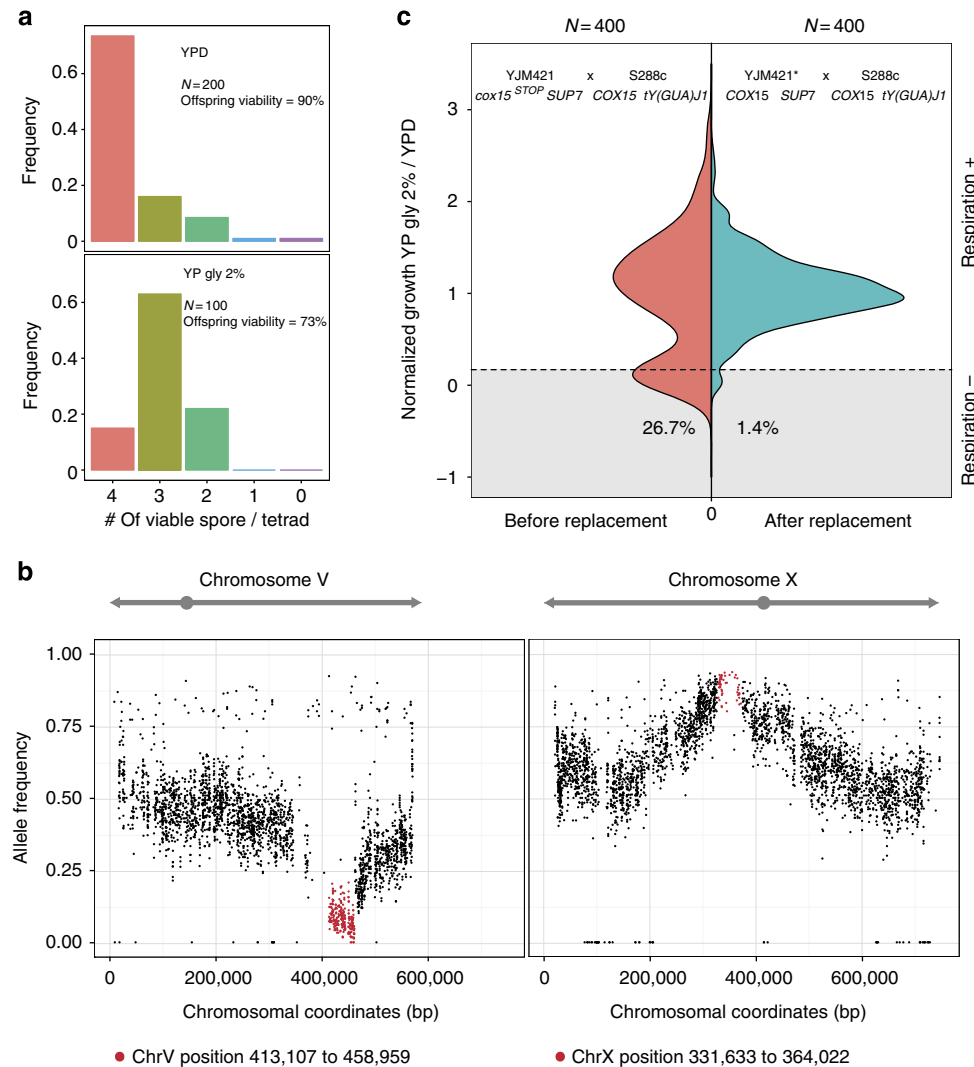 a
YPD
N=200
Offspring viability = 90%
Frequency
0.6
0.4
0.2
0
YP gly 2%
N=100
Offspring viability = 73%
Frequency
0.6
0.4
0.2
0
4 3 2 1 0
# Of viable spore / tetrad
c
N=400 N=400
YJM421 x S288c YJM421* x S288c
cox15 STOP SUP7 COX15 tY(GUA)J1 COX15 SUP7 COX15 tY(GUA)J1
Normalized growth YP gly 2% / YPD
3
2
1
0
−1
Respiration +
Respiration −
26.7% 1.4%
0
Before replacement After replacement
b
Chromosome V Chromosome X
Allele frequency
1.00
0.75
0.50
0.25
0.00
0 200,000 400,000 600,000 0 200,000 400,000 600,000
Chromosomal coordinates (bp) Chromosomal coordinates (bp)
ChrV position 413,107 to 458,959 ChrX position 331,633 to 364,022